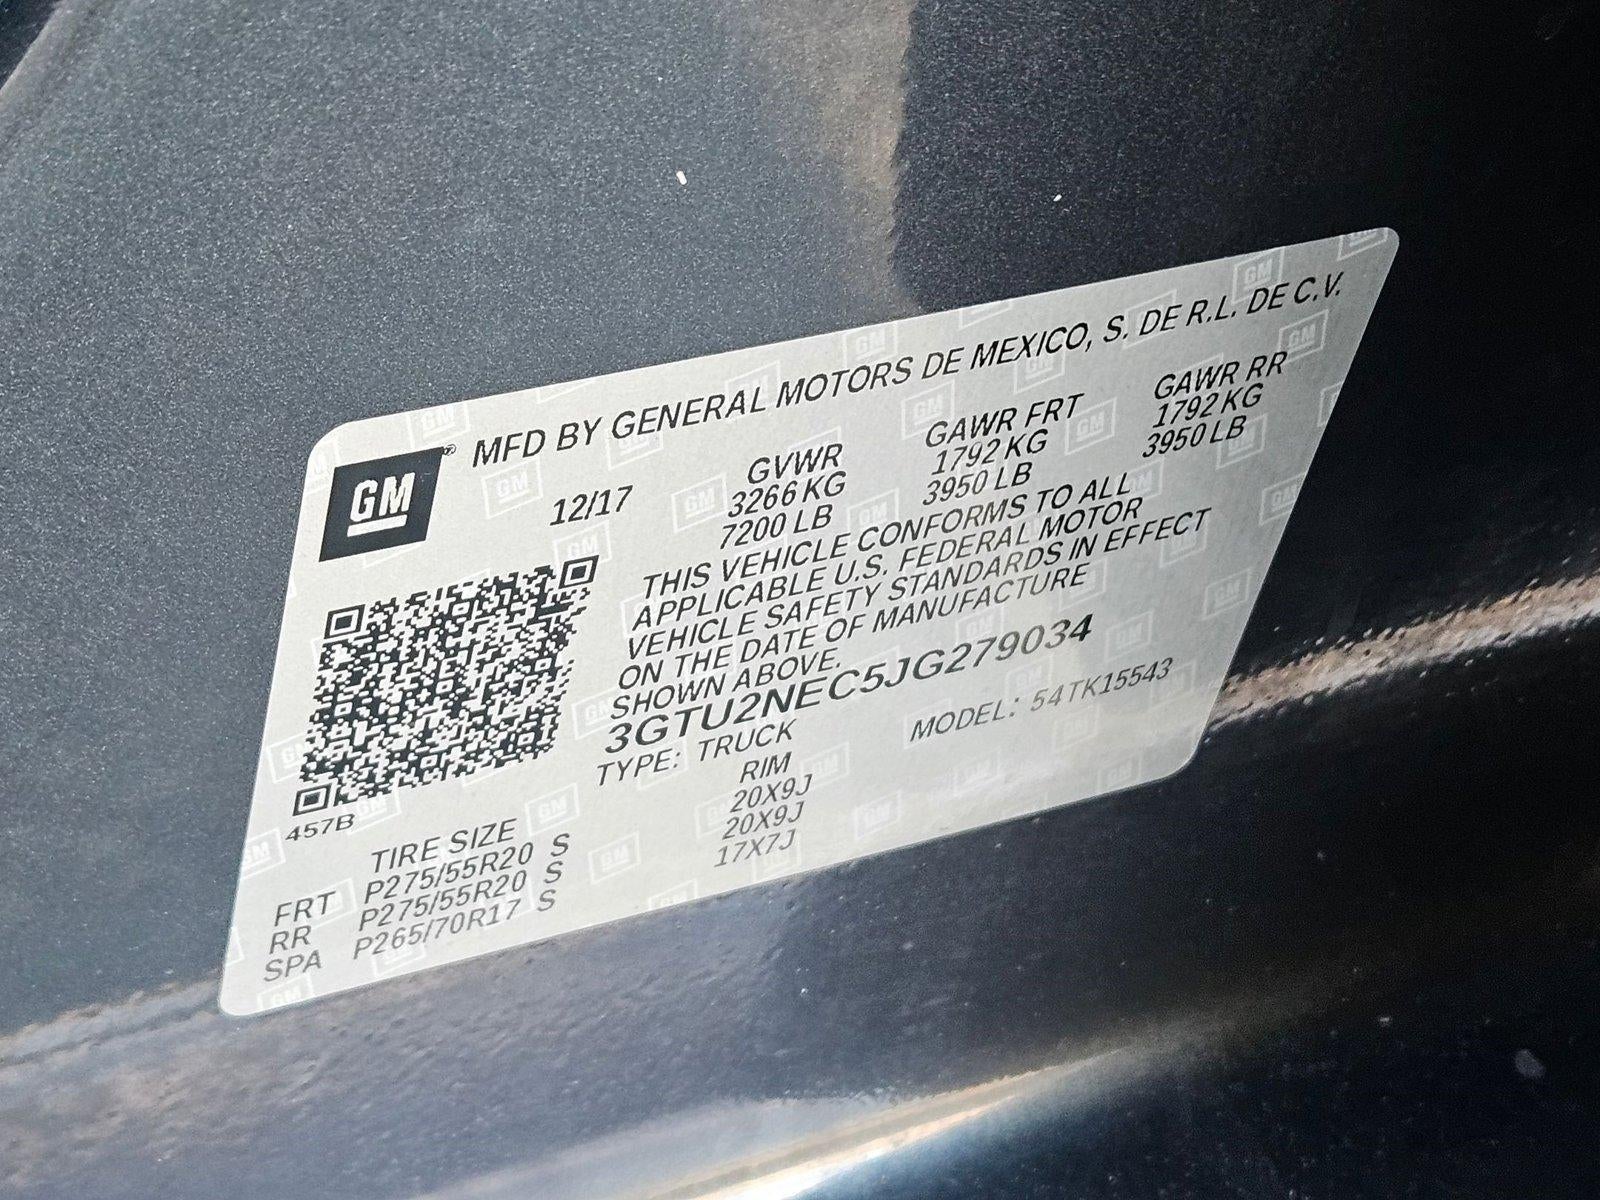 GM® MFD BY GENERAL MOTORS DE MEXICO, S. DE R.L. DE C.V.
12/17 GVWR GAWR FRT GAWR RR
3266 KG 1792 KG 1792 KG
7200 LB 3950 LB 3950 LB
THIS VEHICLE CONFORMS TO ALL
APPLICABLE U.S. FEDERAL MOTOR
VEHICLE SAFETY STANDARDS IN EFFECT
ON THE DATE OF MANUFACTURE
SHOWN ABOVE.
3GTU2NEC5JG279034
TYPE: TRUCK MODEL: 54TK15543
457B
TIRE SIZE RIM
FRT P275/55R20 S 20X9J
RR P275/55R20 S 20X9J
SPA P265/70R17 S 17X7J